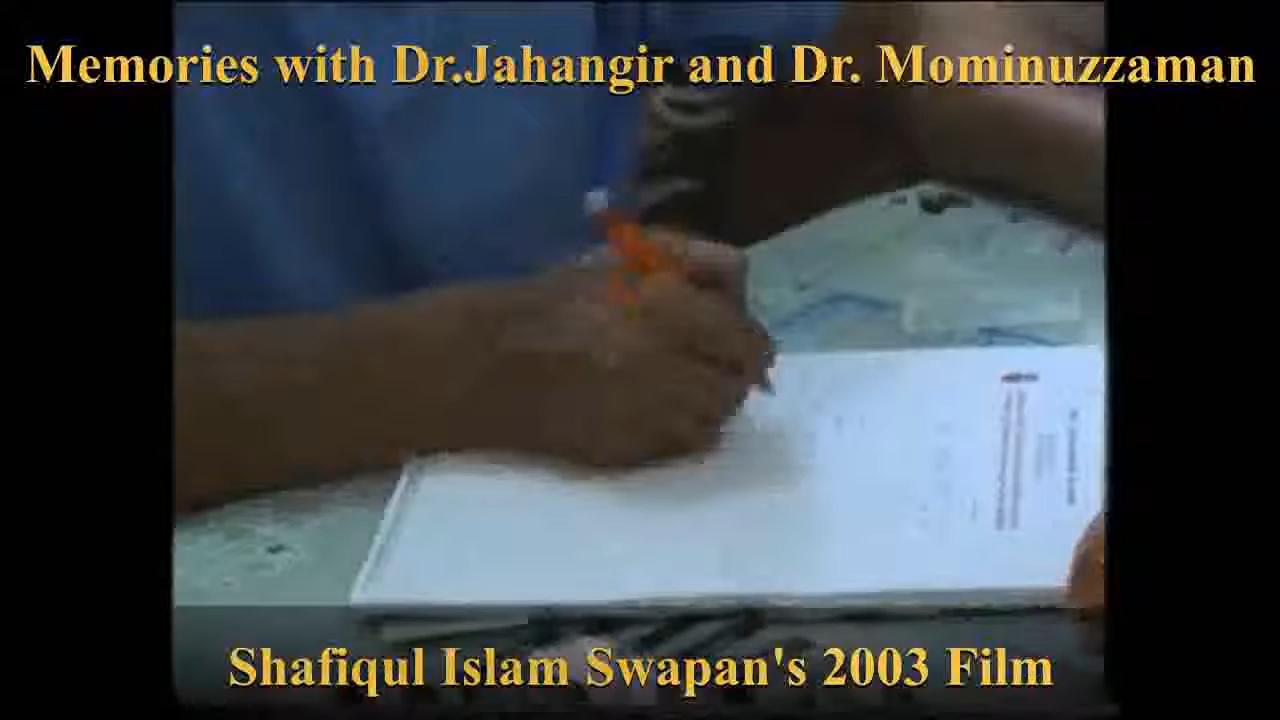 Memories with Dr.Jahangir and Dr. Mominuzzaman
Shafiqul Islam Swapan's 2003 Film